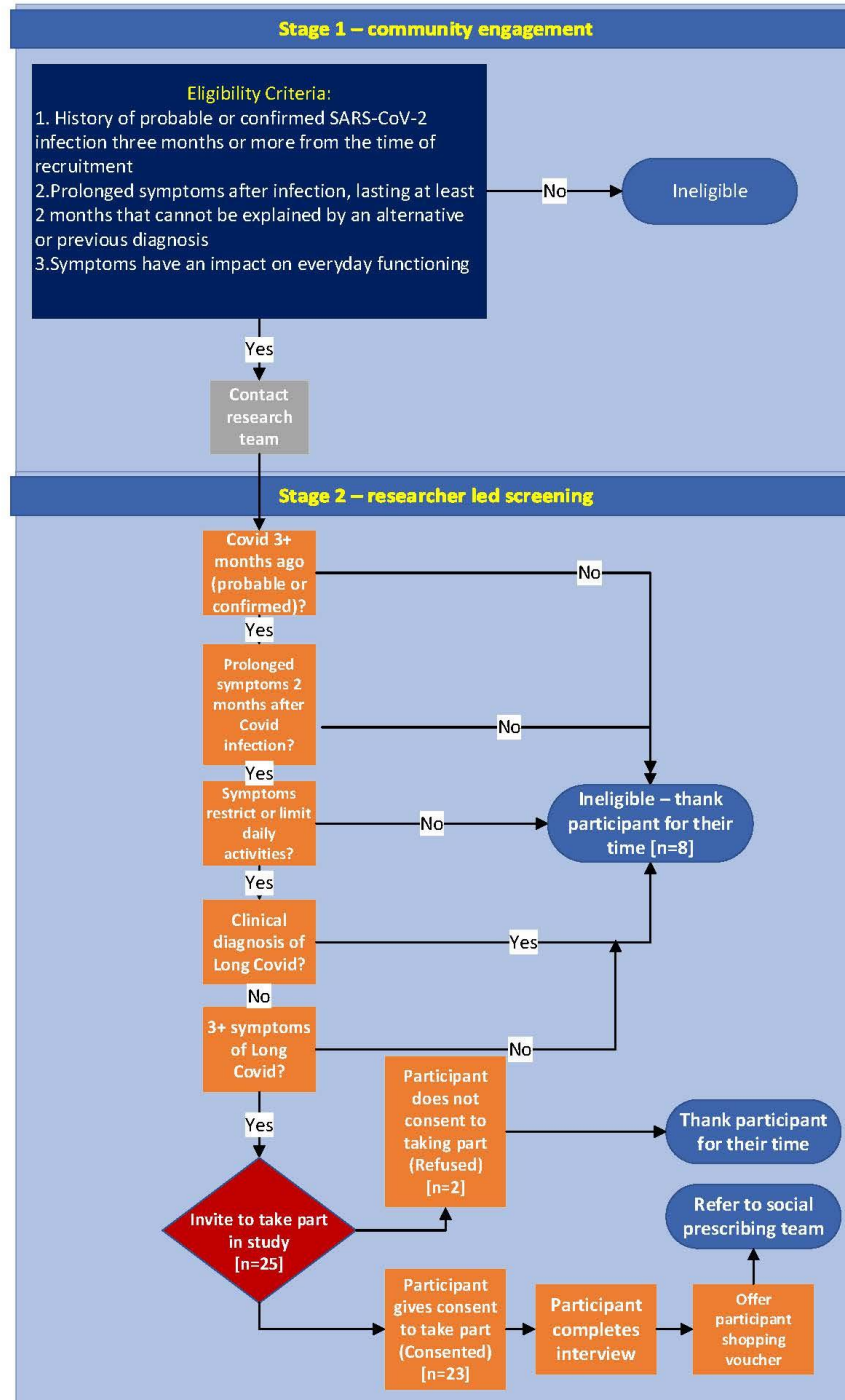 Stage 1 – community engagement
Eligibility Criteria:
1. History of probable or confirmed SARS-CoV-2
infection three months or more from the time of
recruitment
2.Prolonged symptoms after infection, lasting at least
2 months that cannot be explained by an alternative
or previous diagnosis
3.Symptoms have an impact on everyday functioning
No
Ineligible
Yes
Contact
research
team
Stage 2 – researcher led screening
Covid 3+
months ago
(probable or
confirmed)?
No
Yes
Prolonged
symptoms 2
months after
Covid
infection?
No
Yes
Symptoms
restrict or limit
daily
activities?
No
Ineligible – thank
participant for their
time [n=8]
Yes
Clinical
diagnosis of
Long Covid?
Yes
No
3+ symptoms
of Long
Covid?
No
Yes
Participant
does not
consent to
taking part
(Refused)
[n=2]
Thank participant
for their time
Invite to take part
in study
[n=25]
Refer to social
prescribing team
Participant
gives consent
to take part
(Consented)
[n=23]
Participant
completes
interview
Offer
participant
shopping
voucher